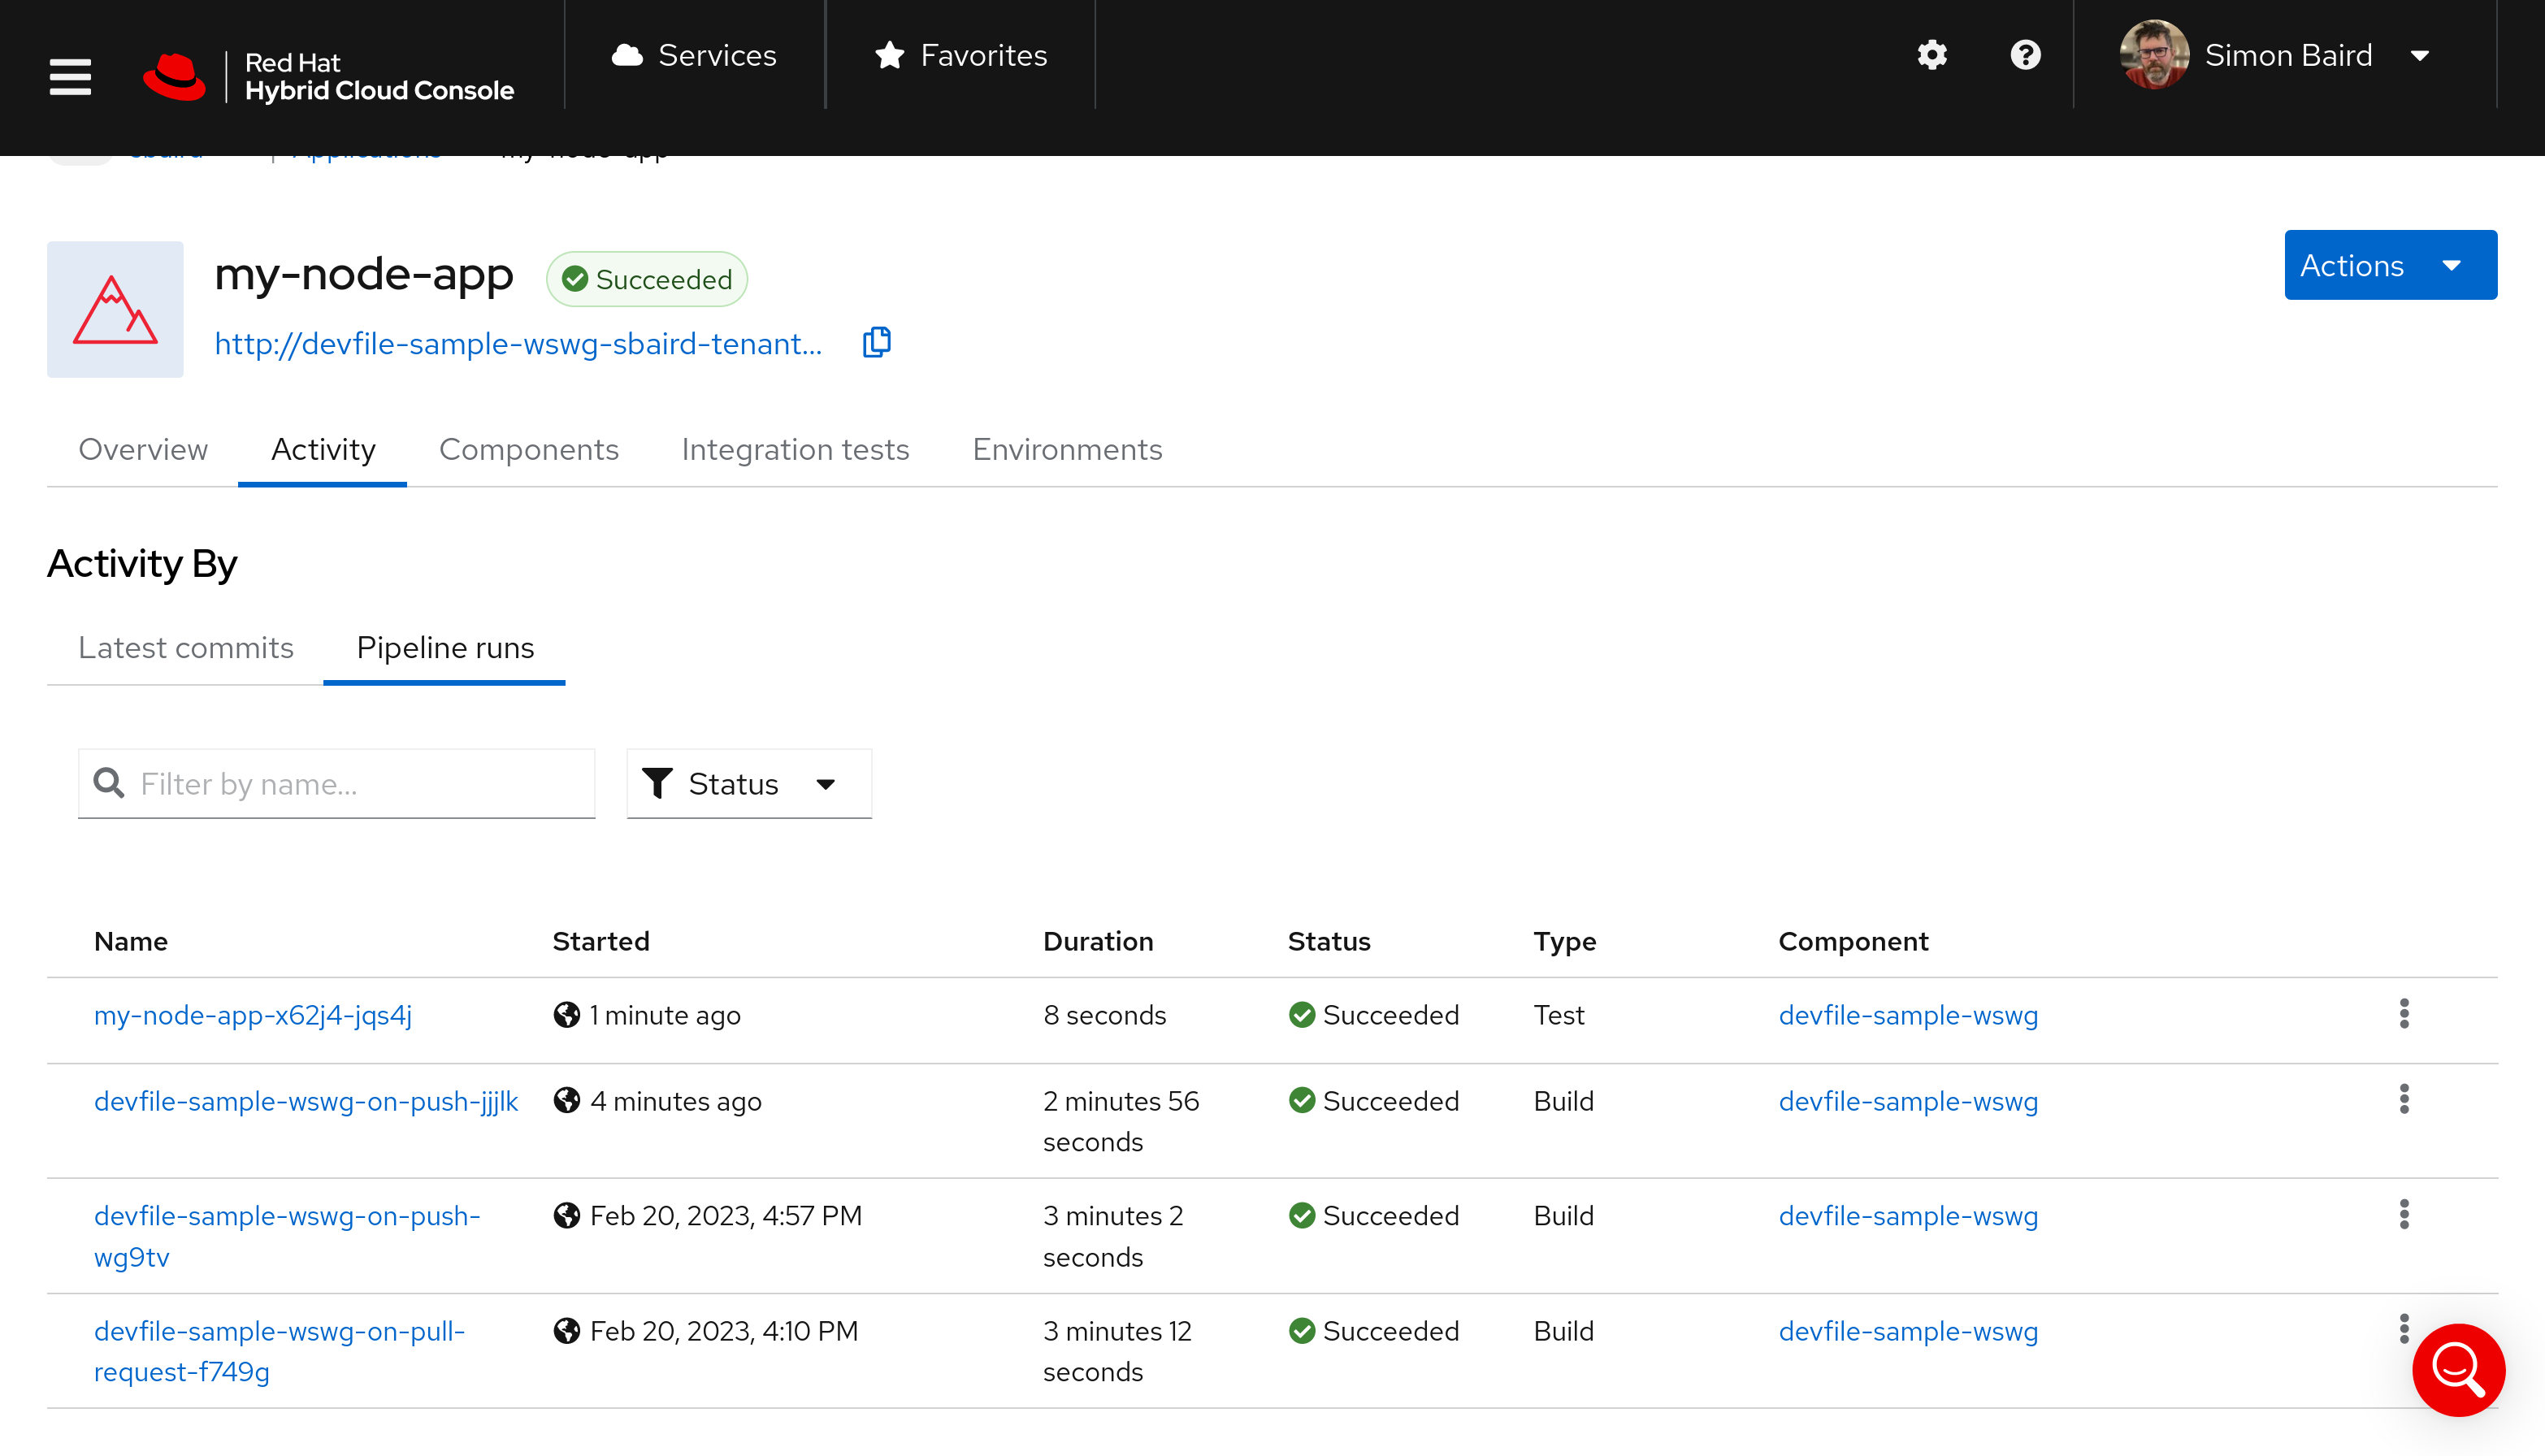 Red Hat
Hybrid Cloud Console
Services
Favorites
Simon Baird
sbaird
Applications
my-node-app
my-node-app
Succeeded
Actions
http://devfile-sample-wswg-sbaird-tenant...
Overview
Activity
Components
Integration tests
Environments
Activity By
Latest commits
Pipeline runs
Filter by name...
Status
Name Started Duration Status Type Component
my-node-app-x62j4-jqs4j 1 minute ago 8 seconds Succeeded Test devfile-sample-wswg
devfile-sample-wswg-on-push-jjjlk 4 minutes ago 2 minutes 56 Succeeded Build devfile-sample-wswg
seconds
devfile-sample-wswg-on-push- Feb 20, 2023, 4:57 PM 3 minutes 2 Succeeded Build devfile-sample-wswg
wg9tv seconds
devfile-sample-wswg-on-pull- Feb 20, 2023, 4:10 PM 3 minutes 12 Succeeded Build devfile-sample-wswg
request-f749g seconds